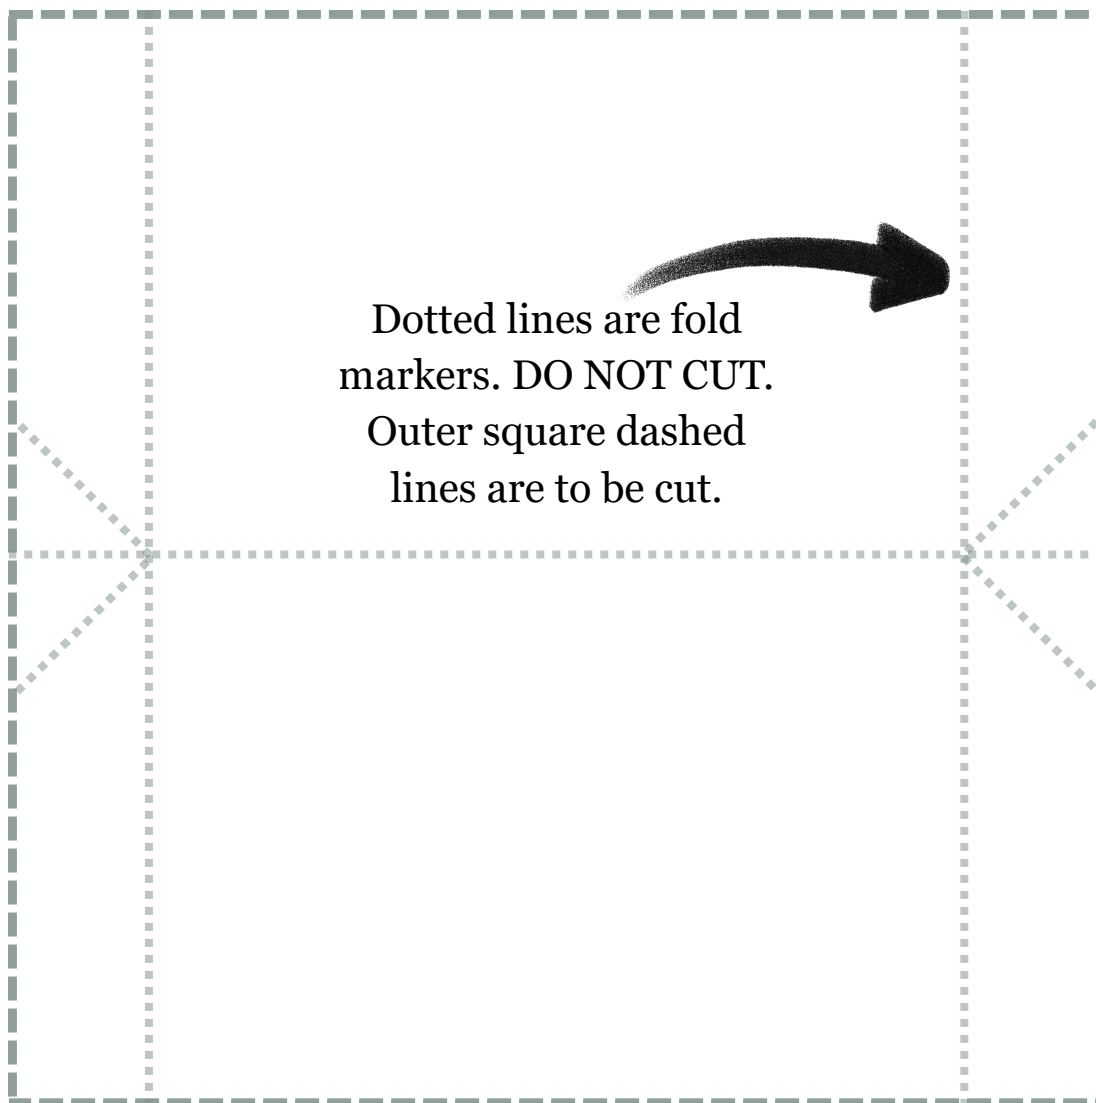 Dotted lines are fold
markers. DO NOT CUT.
Outer square dashed
lines are to be cut.